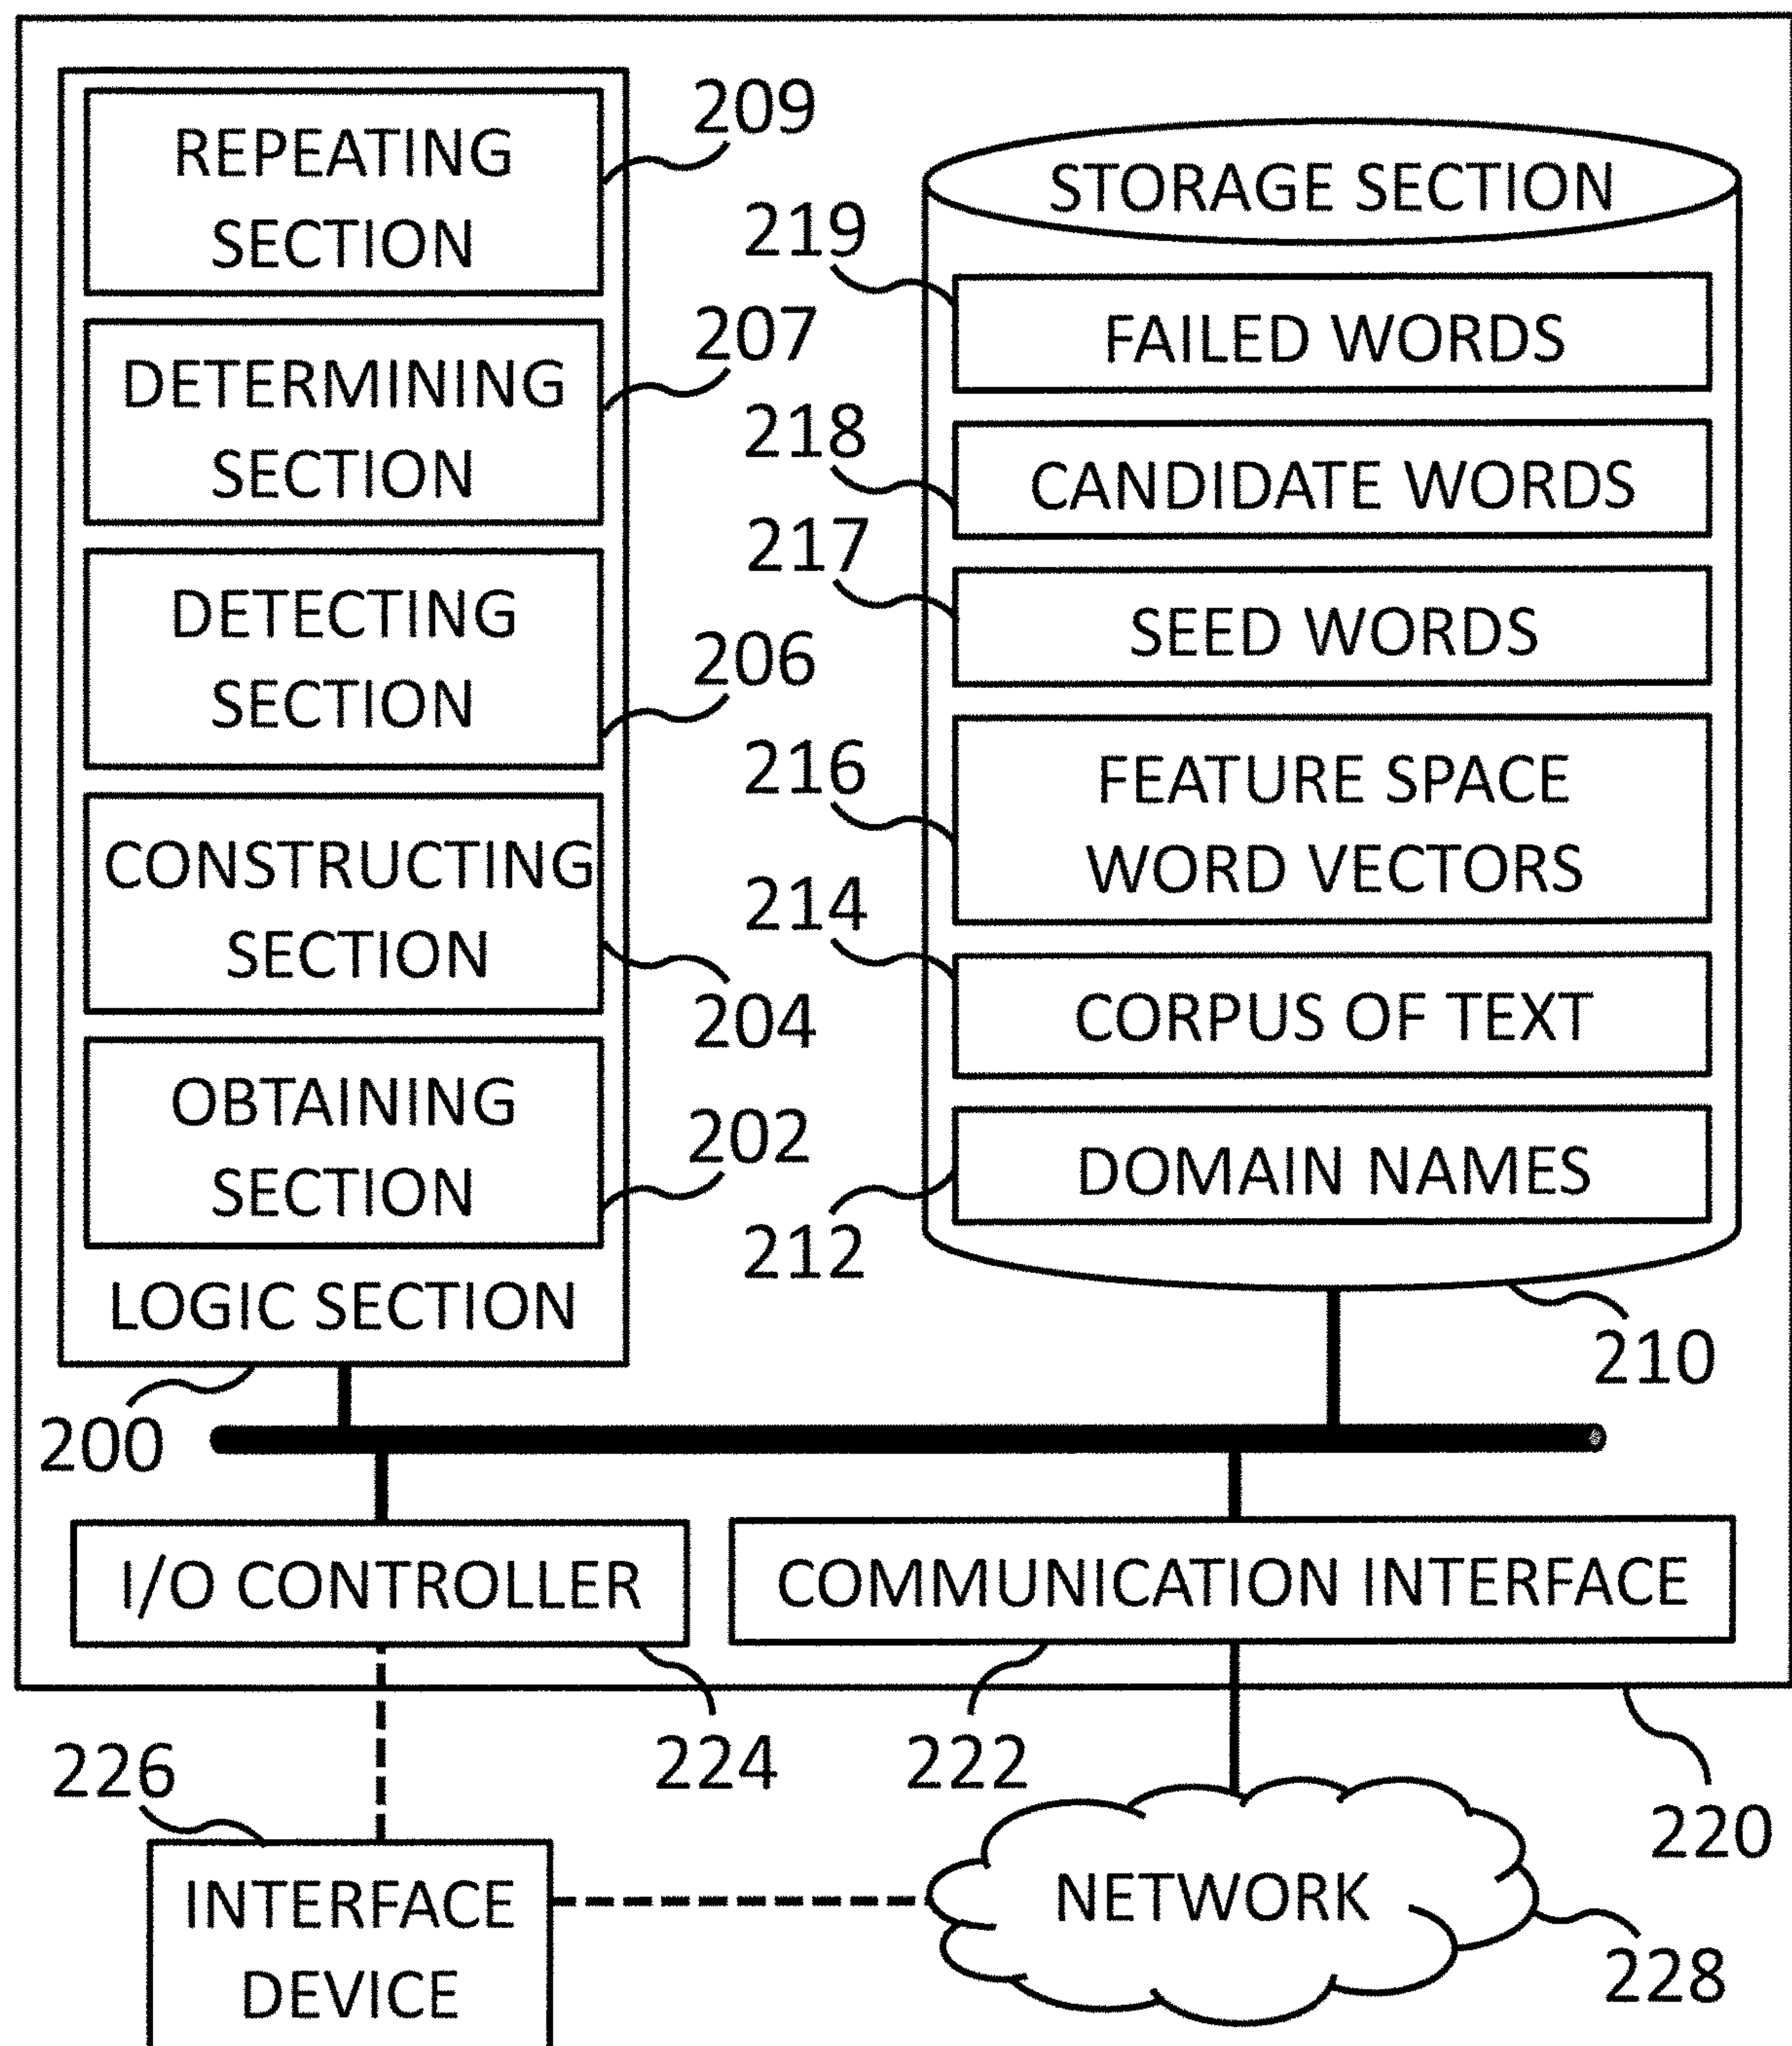 REPEATING
SECTION
209
DETERMINING
SECTION
207
DETECTING
SECTION
206
CONSTRUCTING
SECTION
204
OBTAINING
SECTION
202
LOGIC SECTION
200
STORAGE SECTION
219
FAILED WORDS
218
CANDIDATE WORDS
217
SEED WORDS
216
FEATURE SPACE
WORD VECTORS
214
CORPUS OF TEXT
DOMAIN NAMES
212
210
I/O CONTROLLER
COMMUNICATION INTERFACE
224
222
220
226
INTERFACE
DEVICE
NETWORK
228